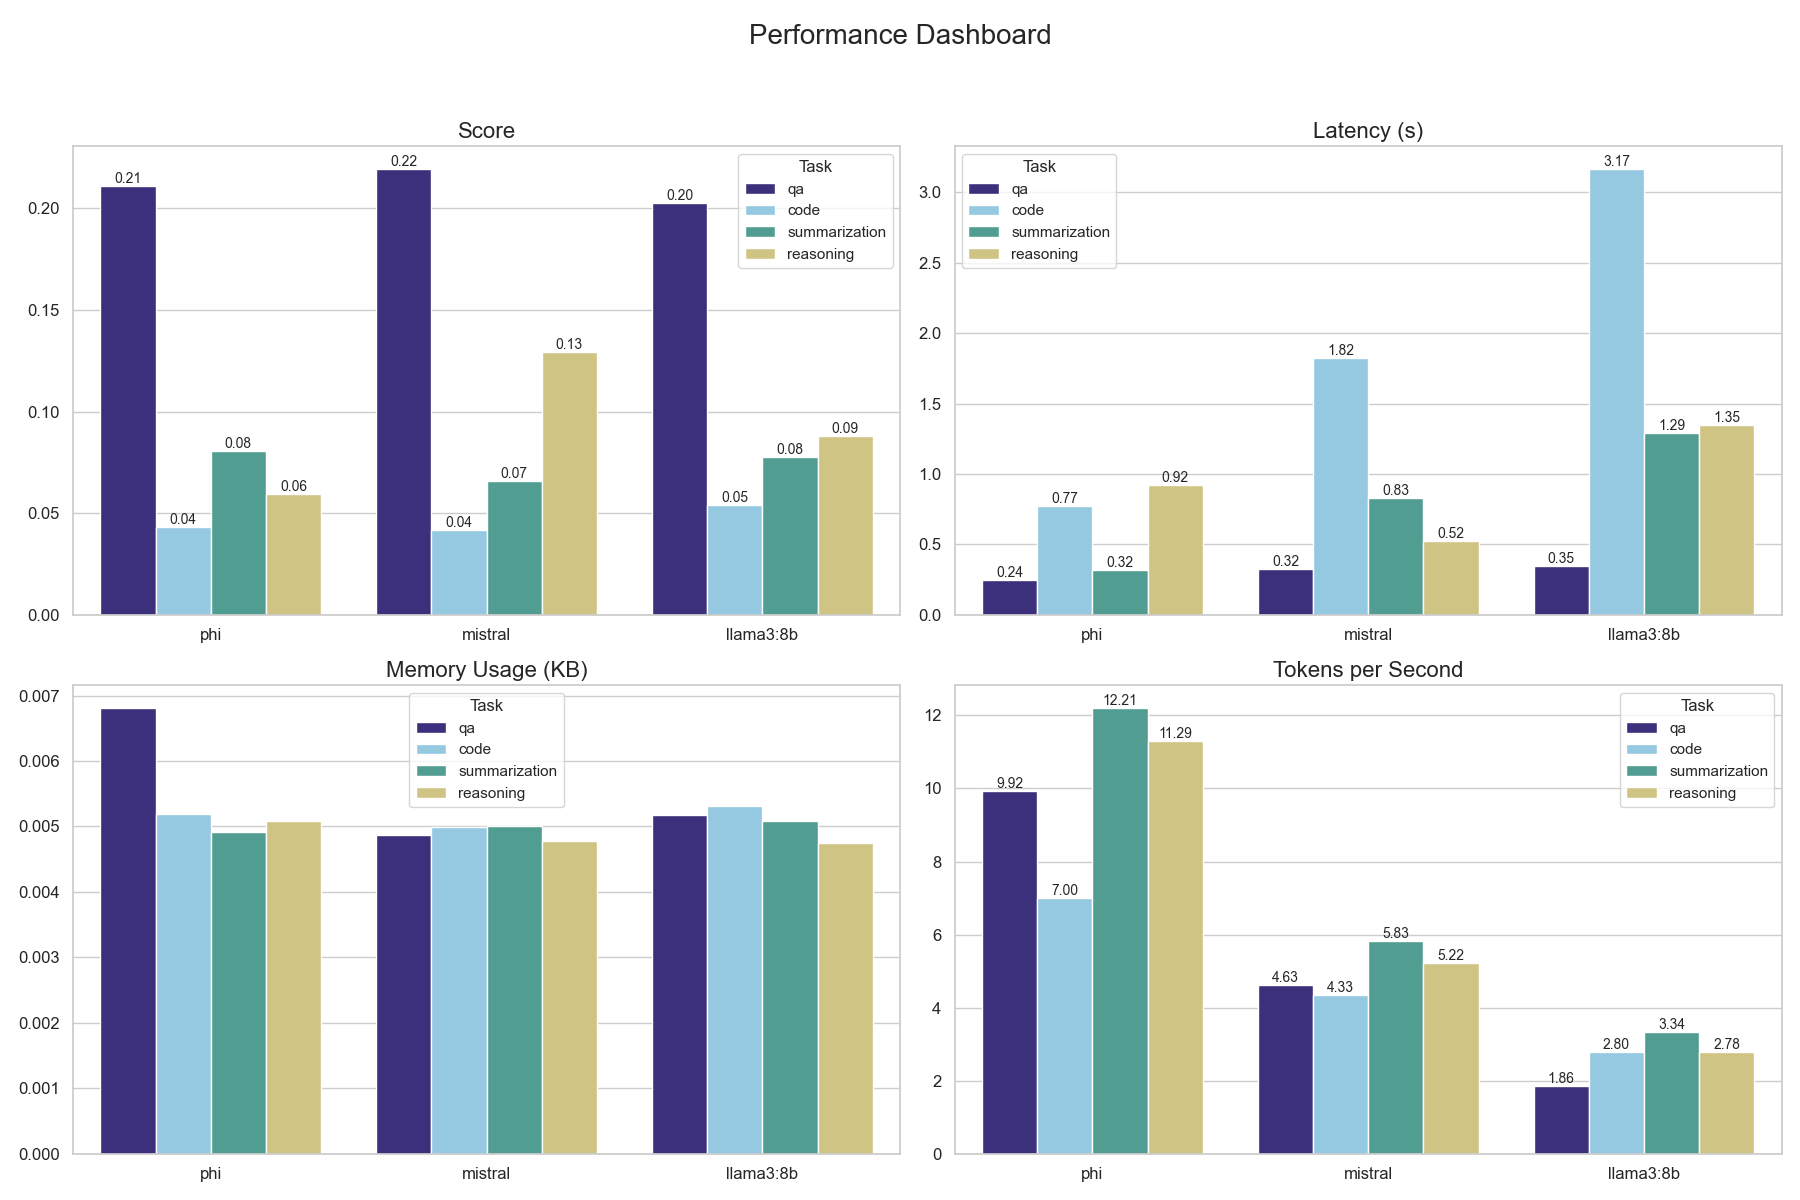 Performance Dashboard
Score
0.20
0.15
0.10
0.05
0.00
0.21
0.04
0.08
0.06
0.22
0.04
0.07
0.13
0.20
0.05
0.08
0.09
Task
qa
code
summarization
reasoning
phi
mistral
llama3:8b
Latency (s)
3.0
2.5
2.0
1.5
1.0
0.5
0.0
Task
qa
code
summarization
reasoning
0.24
0.77
0.32
0.92
0.32
1.82
0.83
0.52
0.35
3.17
1.29
1.35
phi
mistral
llama3:8b
Memory Usage (KB)
0.007
0.006
0.005
0.004
0.003
0.002
0.001
0.000
Task
qa
code
summarization
reasoning
phi
mistral
llama3:8b
Tokens per Second
12
10
8
6
4
2
0
9.92
7.00
12.21
11.29
4.63
4.33
5.83
5.22
1.86
2.80
3.34
2.78
Task
qa
code
summarization
reasoning
phi
mistral
llama3:8b